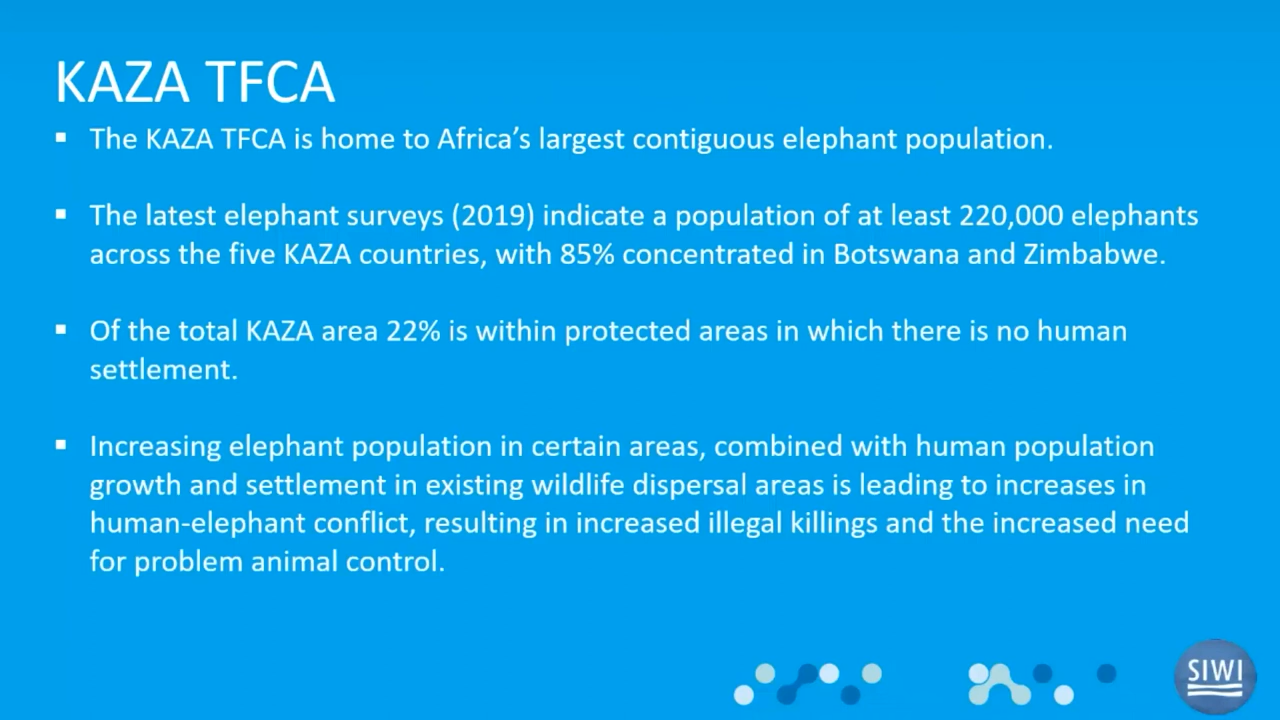 KAZA TFCA
▪ The KAZA TFCA is home to Africa’s largest contiguous elephant population.
▪ The latest elephant surveys (2019) indicate a population of at least 220,000 elephants
across the five KAZA countries, with 85% concentrated in Botswana and Zimbabwe.
▪ Of the total KAZA area 22% is within protected areas in which there is no human
settlement.
▪ Increasing elephant population in certain areas, combined with human population
growth and settlement in existing wildlife dispersal areas is leading to increases in
human-elephant conflict, resulting in increased illegal killings and the increased need
for problem animal control.
SIWI